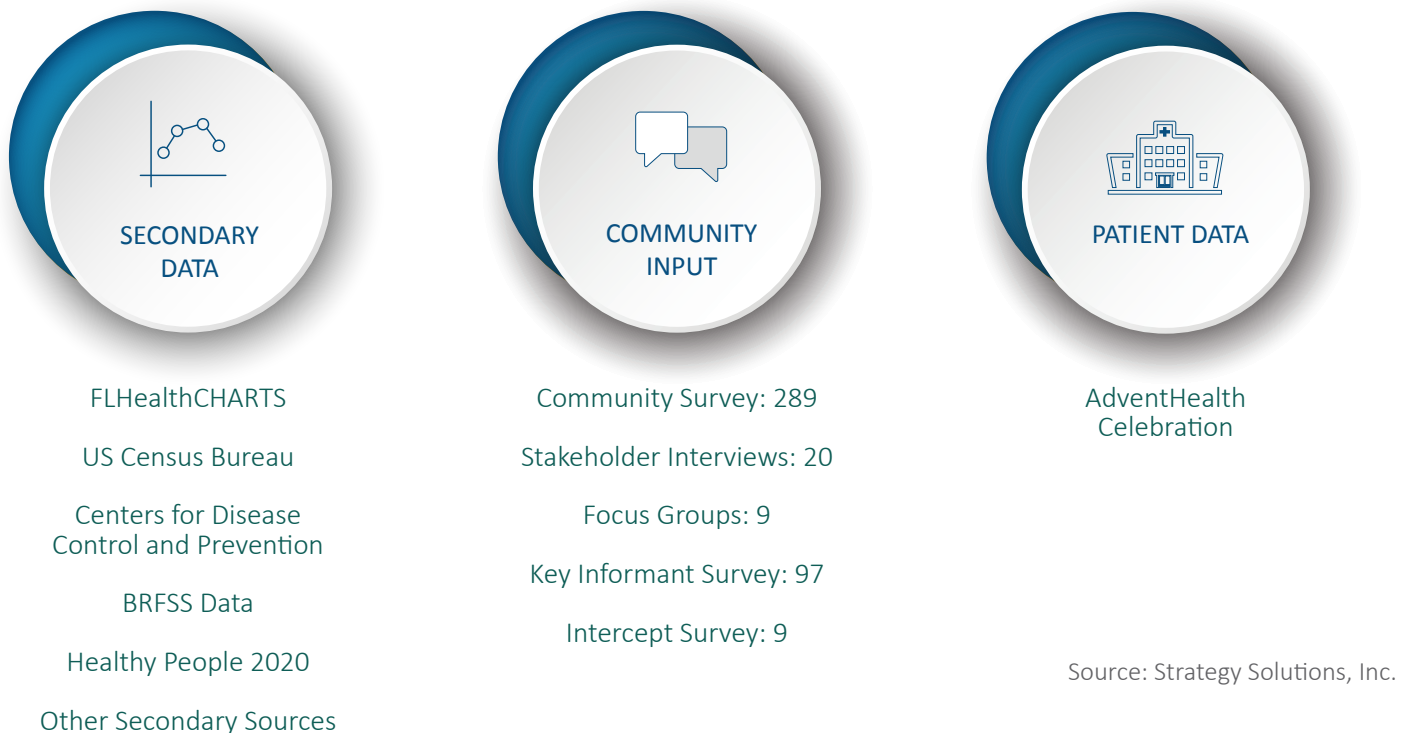 SECONDARY
DATA
FLHealthCHARTS
US Census Bureau
Centers for Disease
Control and Prevention
BRFSS Data
Healthy People 2020
Other Secondary Sources
COMMUNITY
INPUT
Community Survey: 289
Stakeholder Interviews: 20
Focus Groups: 9
Key Informant Survey: 97
Intercept Survey: 9
PATIENT DATA
AdventHealth
Celebration
Source: Strategy Solutions, Inc.